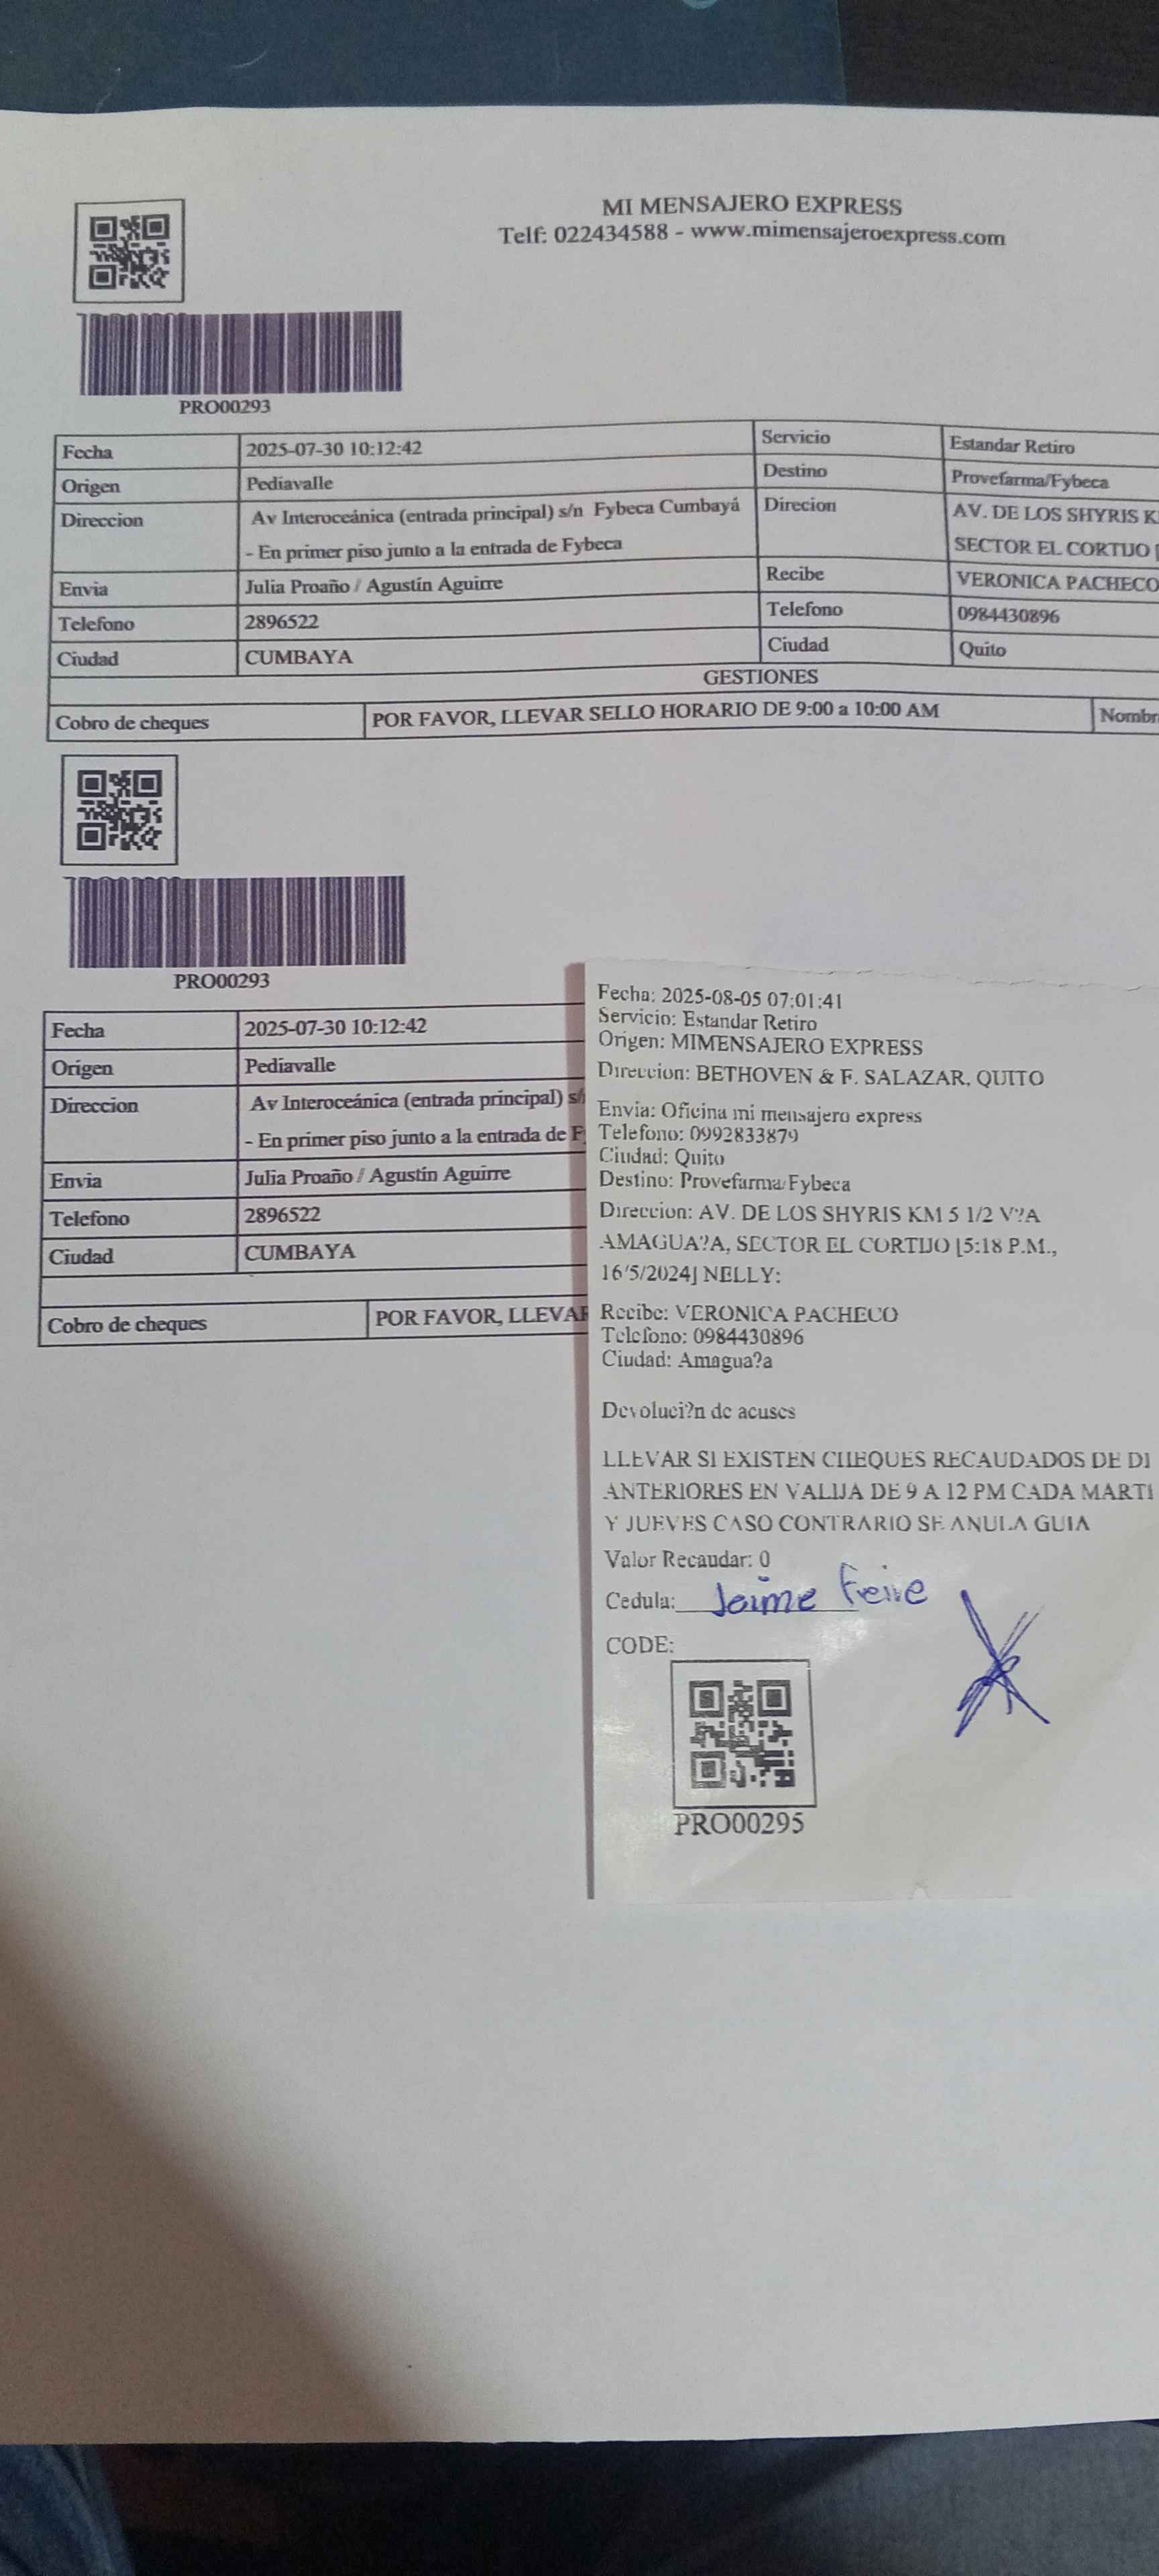 MI MENSAJERO EXPRESS
Telf: 022434588 - www.mimensajeroexpress.com
PRO00293
Fecha 2025-07-30 10:12:42 Servicio Estandar Retiro
Origen Pediavalle Destino Provefarma/Fybeca
Direccion Av Interoceánica (entrada principal) s/n Fybeca Cumbayá Direcion AV. DE LOS SHYRIS K
- En primer piso junto a la entrada de Fybeca SECTOR EL CORTIJO [
Envia Julia Proaño / Agustín Aguirre Recibe VERONICA PACHECO
Telefono 2896522 Telefono 0984430896
Ciudad CUMBAYA Ciudad Quito
GESTIONES
Cobro de cheques POR FAVOR, LLEVAR SELLO HORARIO DE 9:00 a 10:00 AM Nombr
PRO00293
Fecha 2025-07-30 10:12:42
Origen Pediavalle
Direccion Av Interoceánica (entrada principal) s/
- En primer piso junto a la entrada de F
Envia Julia Proaño / Agustín Aguirre
Telefono 2896522
Ciudad CUMBAYA
Cobro de cheques POR FAVOR, LLEVAR
Fecha: 2025-08-05 07:01:41
Servicio: Estandar Retiro
Origen: MIMENSAJERO EXPRESS
Direccion: BETHOVEN & F. SALAZAR, QUITO
Envia: Oficina mi mensajero express
Telefono: 0992833879
Ciudad: Quito
Destino: Provefarma/Fybeca
Direccion: AV. DE LOS SHYRIS KM 5 1/2 V?A
AMAGUA?A, SECTOR EL CORTIJO [5:18 P.M.,
16/5/2024] NELLY:
Recibe: VERONICA PACHECO
Telefono: 0984430896
Ciudad: Amagua?a
Devoluci?n de acuses
LLEVAR SI EXISTEN CHEQUES RECAUDADOS DE DI
ANTERIORES EN VALIJA DE 9 A 12 PM CADA MARTE
Y JUEVES CASO CONTRARIO SE ANULA GUIA
Valor Recaudar: 0
Cedula: Jaime Freire
CODE:
PRO00295